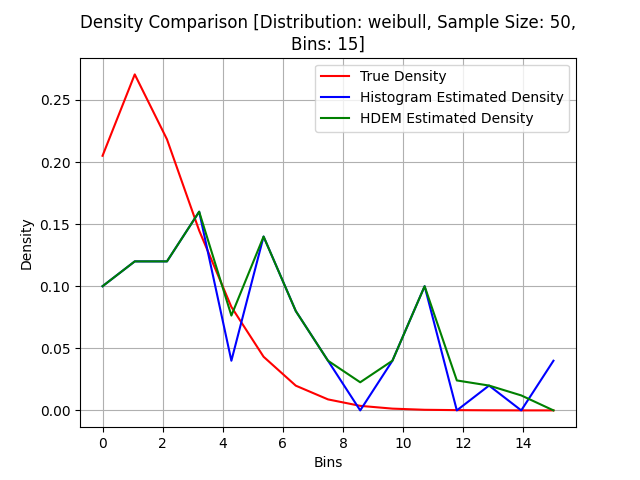 Density Comparison [Distribution: weibull, Sample Size: 50,
Bins: 15]
True Density
Histogram Estimated Density
HDEM Estimated Density
Density
0.25
0.20
0.15
0.10
0.05
0.00
0 2 4 6 8 10 12 14
Bins